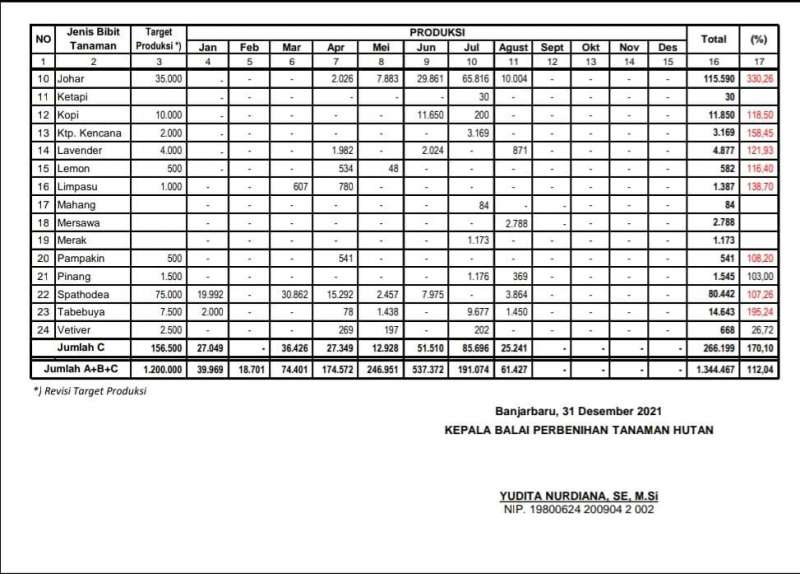 NO Jenis Bibit Tanaman Target Produksi *) PRODUKSI Total (%)
Jan Feb Mar Apr Mei Jun Jul Agust Sept Okt Nov Des
1 2 3 4 5 6 7 8 9 10 11 12 13 14 15 16 17
10 Johar 35.000 - - - 2.026 7.883 29.861 65.816 10.004 - - - - 115.590 330,26
11 Ketapi - - - - - - 30 - - - - - 30
12 Kopi 10.000 - - - - - 11.650 200 - - - - - 11.850 118,50
13 Ktp. Kencana 2.000 - - - - - - 3.169 - - - - - 3.169 158,45
14 Lavender 4.000 - - - 1.982 - 2.024 - 871 - - - - 4.877 121,93
15 Lemon 500 - - - 534 48 - - - - - - - 582 116,40
16 Limpasu 1.000 - - 607 780 - - - - - - - - 1.387 138,70
17 Mahang - - - - - - 84 - - - - - 84
18 Mersawa - - - - - - - 2.788 - - - - 2.788
19 Merak - - - - - - 1.173 - - - - - 1.173
20 Pampakin 500 - - - 541 - - - - - - - - 541 108,20
21 Pinang 1.500 - - - - - - 1.176 369 - - - - 1.545 103,00
22 Spathodea 75.000 19.992 - 30.862 15.292 2.457 7.975 - 3.864 - - - - 80.442 107,26
23 Tabebuya 7.500 2.000 - - 78 1.438 - 9.677 1.450 - - - - 14.643 195,24
24 Vetiver 2.500 - - - 269 197 - 202 - - - - - 668 26,72
Jumlah C 156.500 27.049 - 36.426 27.349 12.928 51.510 85.696 25.241 - - - - 266.199 170,10
Jumlah A+B+C 1.200.000 39.969 18.701 74.401 174.572 246.951 537.372 191.074 61.427 - - - - 1.344.467 112,04
*) Revisi Target Produksi
Banjarbaru, 31 Desember 2021
KEPALA BALAI PERBENIHAN TANAMAN HUTAN
YUDITA NURDIANA, SE, M.Si
NIP. 19800624 200904 2 002